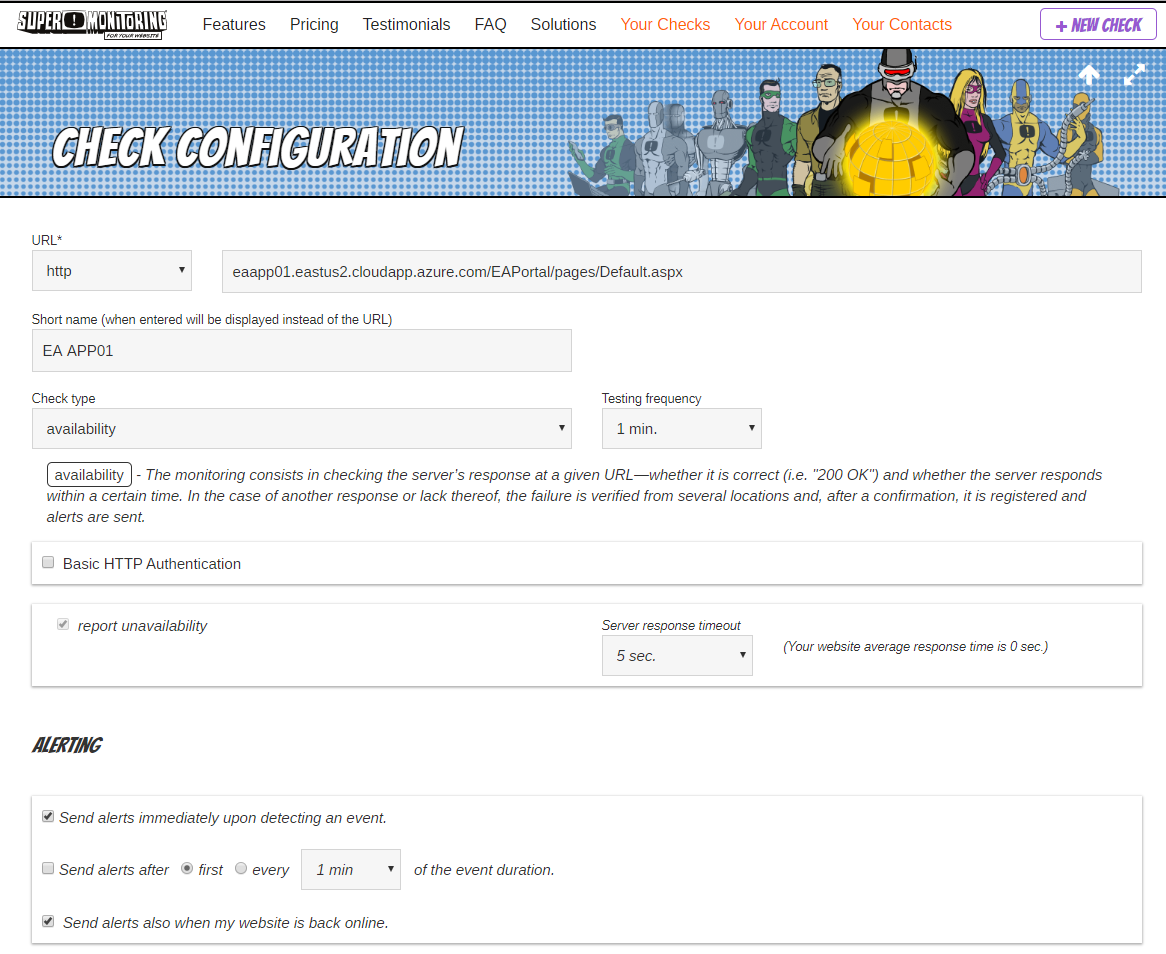 SUPER MONITORING
FOR YOUR WEBSITE
Features Pricing Testimonials FAQ Solutions Your Checks Your Account Your Contacts
+ NEW CHECK
CHECK CONFIGURATION
URL*
http
eaapp01.eastus2.cloudapp.azure.com/EAPortal/pages/Default.aspx
Short name (when entered will be displayed instead of the URL)
EA APP01
Check type
Testing frequency
availability
1 min.
availability - The monitoring consists in checking the server's response at a given URL—whether it is correct (i.e. "200 OK") and whether the server responds
within a certain time. In the case of another response or lack thereof, the failure is verified from several locations and, after a confirmation, it is registered and
alerts are sent.
Basic HTTP Authentication
report unavailability
Server response timeout
5 sec.
(Your website average response time is 0 sec.)
ALERTING
Send alerts immediately upon detecting an event.
Send alerts after first every 1 min of the event duration.
Send alerts also when my website is back online.